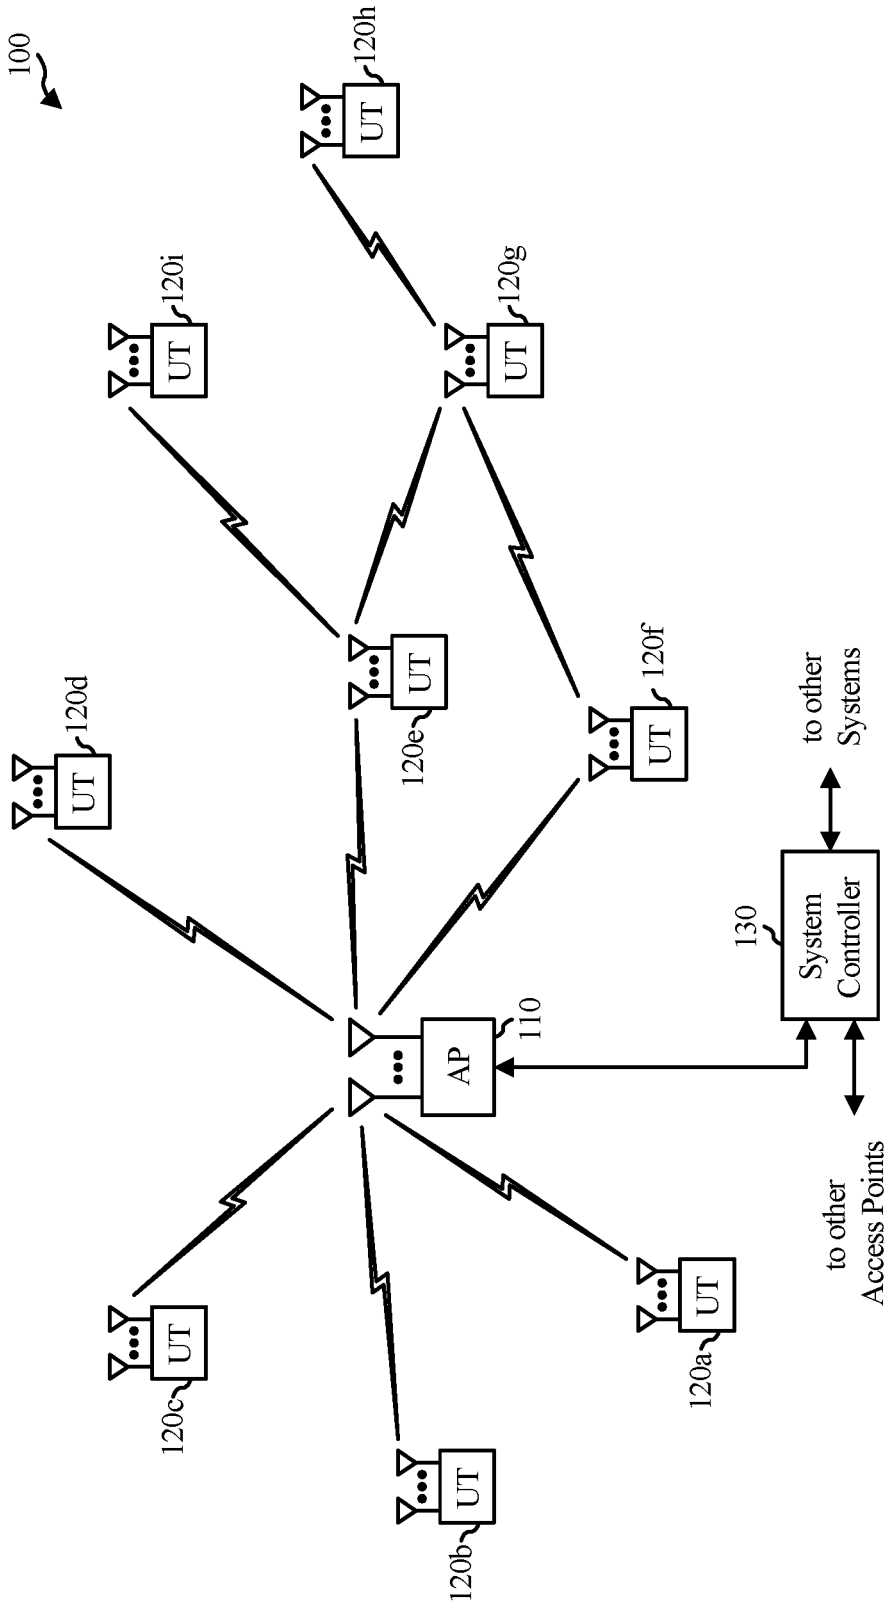 100
UT
120d
120c
UT
UT
120i
UT
120h
120e
UT
120b
UT
AP
110
UT
120g
UT
120f
120a
UT
130
System
Controller
to other
Systems
to other
Access Points